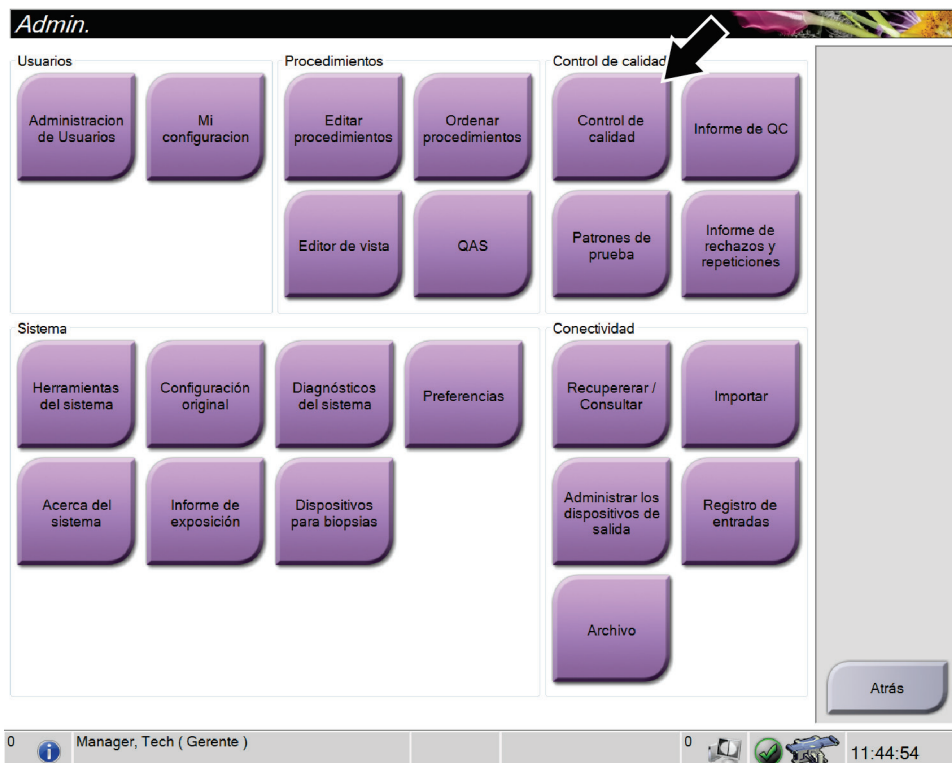 Admin.
Usuarios
Administracion
de Usuarios
Mi
configuracion
Procedimientos
Editar
procedimientos
Ordenar
procedimientos
Editor de vista
QAS
Control de calidad
Control de
calidad
Informe de QC
Patrones de
prueba
Informe de
rechazos y
repeticiones
Sistema
Herramientas
del sistema
Configuración
original
Diagnósticos
del sistema
Preferencias
Acerca del
sistema
Informe de
exposición
Dispositivos
para biopsias
Conectividad
Recupererar /
Consultar
Importar
Administrar los
dispositivos de
salida
Registro de
entradas
Archivo
Atrás
0
Manager, Tech ( Gerente )
0
11:44:54